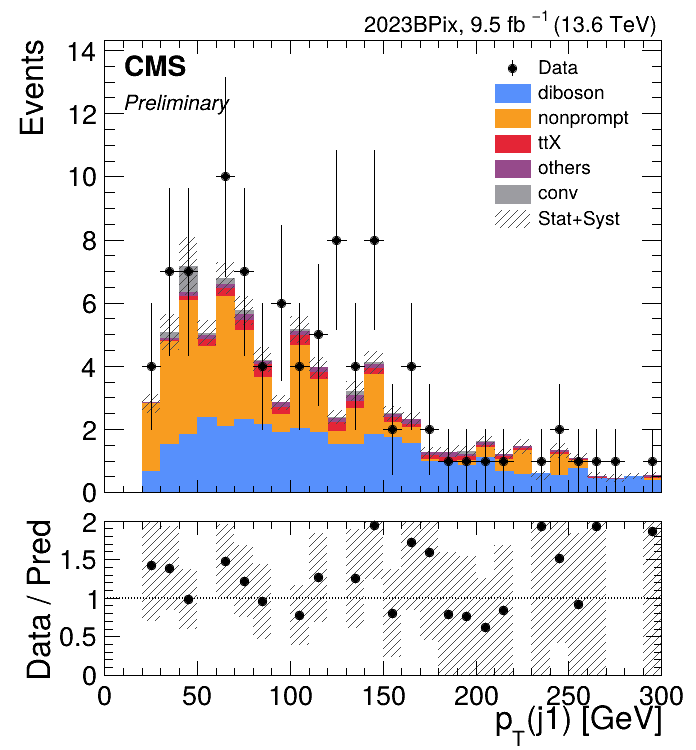 2023BPix, 9.5 fb ⁻¹ (13.6 TeV)
Events
14
12
10
8
6
4
2
0
CMS
Preliminary
Data
diboson
nonprompt
ttX
others
conv
Stat+Syst
Data / Pred
2
1.5
1
0.5
0
0 50 100 150 200 250 300
p_T(j1) [GeV]